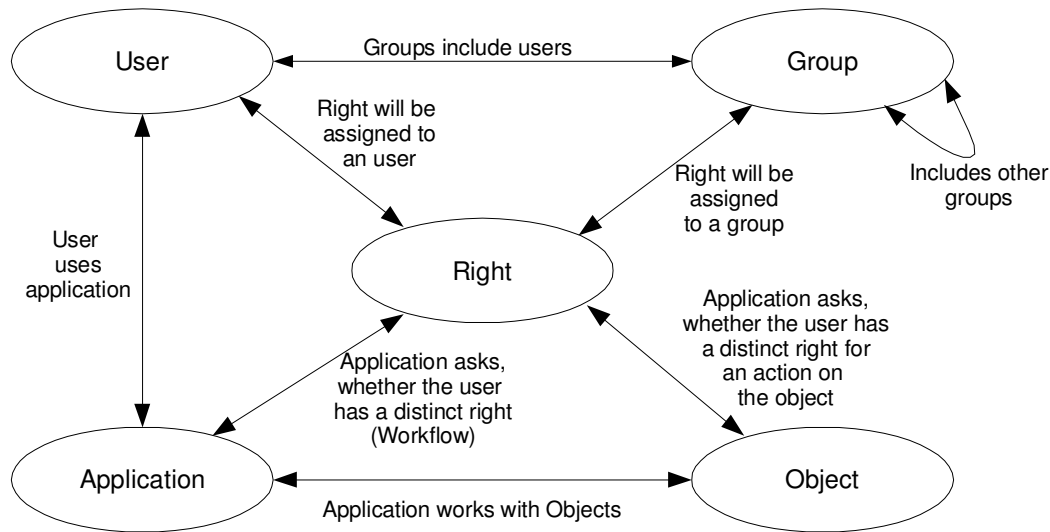 User
Groups include users
Group
Right will be
assigned to
an user
Right will be
assigned
to a group
Includes other
groups
User
uses
application
Right
Application asks,
whether the user has
a distinct right for
an action on
the object
Application asks,
whether the user
has a distinct right
(Workflow)
Application
Application works with Objects
Object